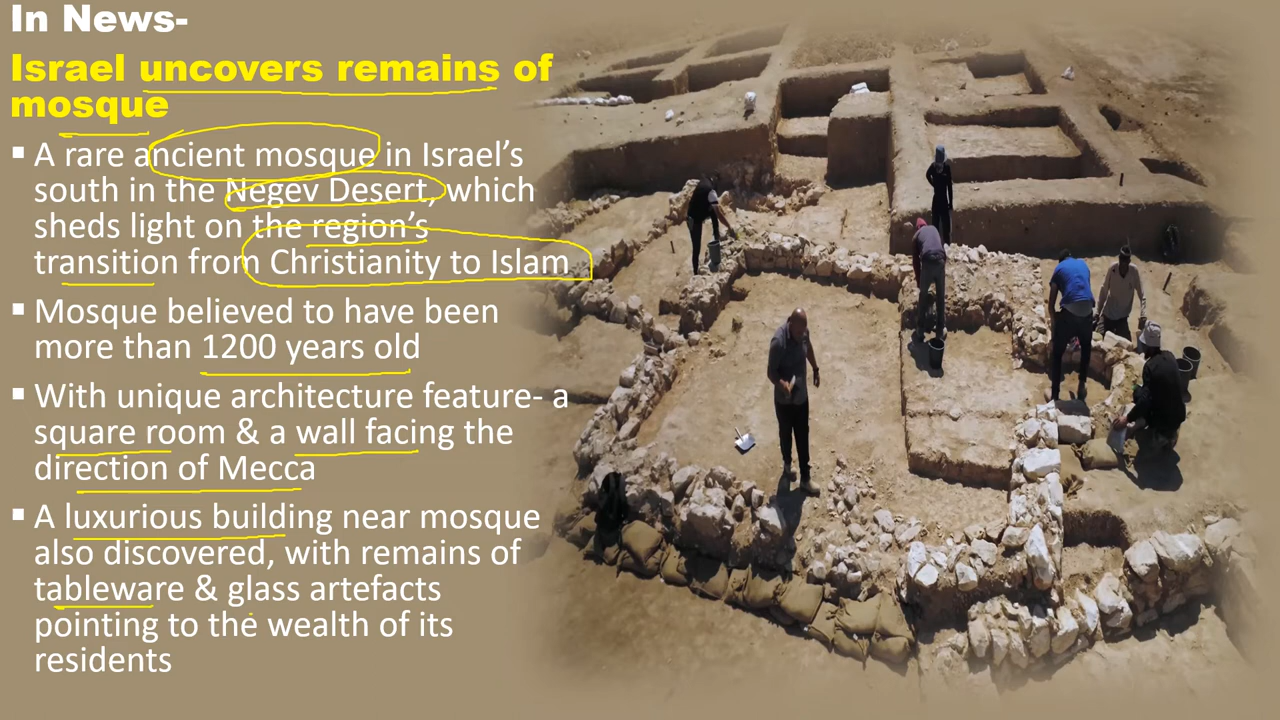 In News-
Israel uncovers remains of
mosque
▪ A rare ancient mosque in Israel's
south in the Negev Desert, which
sheds light on the region's
transition from Christianity to Islam
▪ Mosque believed to have been
more than 1200 years old
▪ With unique architecture feature- a
square room & a wall facing the
direction of Mecca
▪ A luxurious building near mosque
also discovered, with remains of
tableware & glass artefacts
pointing to the wealth of its
residents